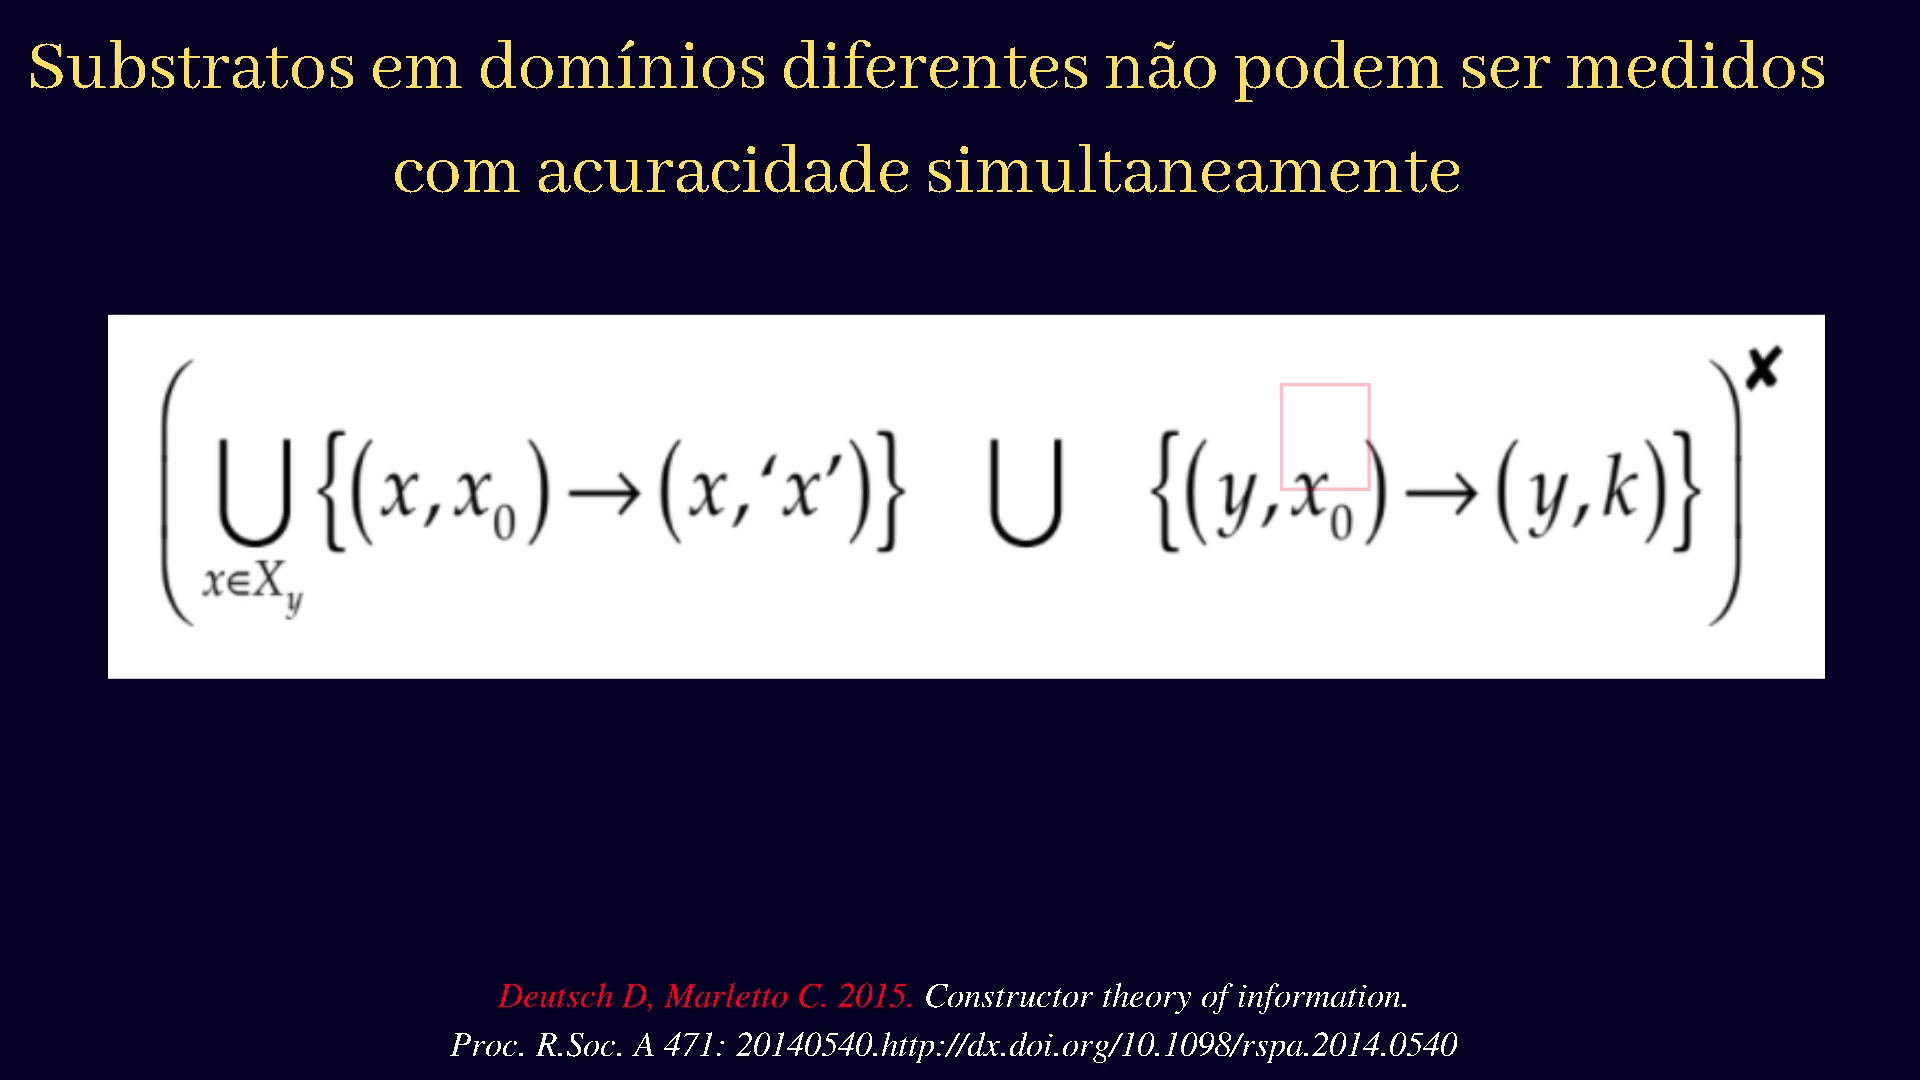 Substratos em domínios diferentes não podem ser medidos
com acuracidade simultaneamente
( ⋃ {(x,x₀)→(x,‘x’)} ⋃ {(y,x₀)→(y,k)} )✘
x∈Xy
Deutsch D, Marletto C. 2015. Constructor theory of information.
Proc. R.Soc. A 471: 20140540.http://dx.doi.org/10.1098/rspa.2014.0540